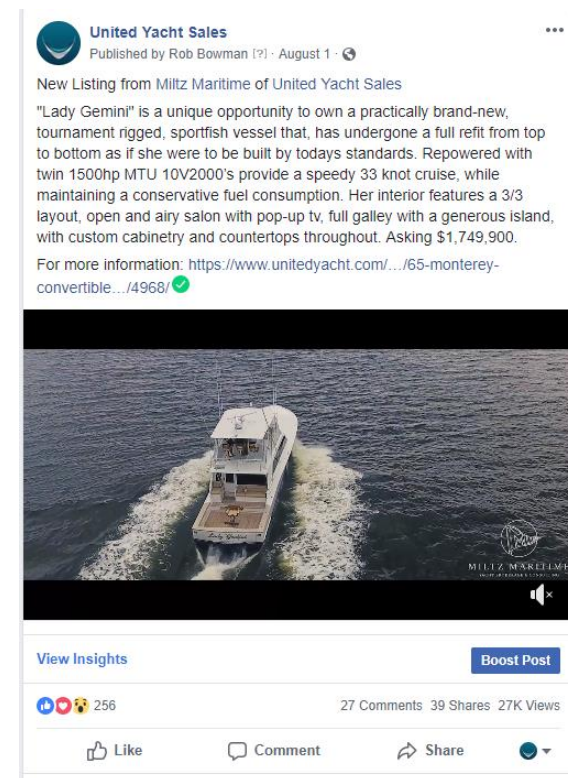 United Yacht Sales
Published by Rob Bowman [?] · August 1 ·
New Listing from Miltz Maritime of United Yacht Sales
"Lady Gemini" is a unique opportunity to own a practically brand-new,
tournament rigged, sportfish vessel that, has undergone a full refit from top
to bottom as if she were to be built by todays standards. Repowered with
twin 1500hp MTU 10V2000's provide a speedy 33 knot cruise, while
maintaining a conservative fuel consumption. Her interior features a 3/3
layout, open and airy salon with pop-up tv, full galley with a generous island,
with custom cabinetry and countertops throughout. Asking $1,749,900.
For more information: https://www.unitedyacht.com/.../65-monterey-
convertible.../4968/
Lady Gemini
MILTZ MARITIME
View Insights
Boost Post
256
27 Comments 39 Shares 27K Views
Like Comment Share